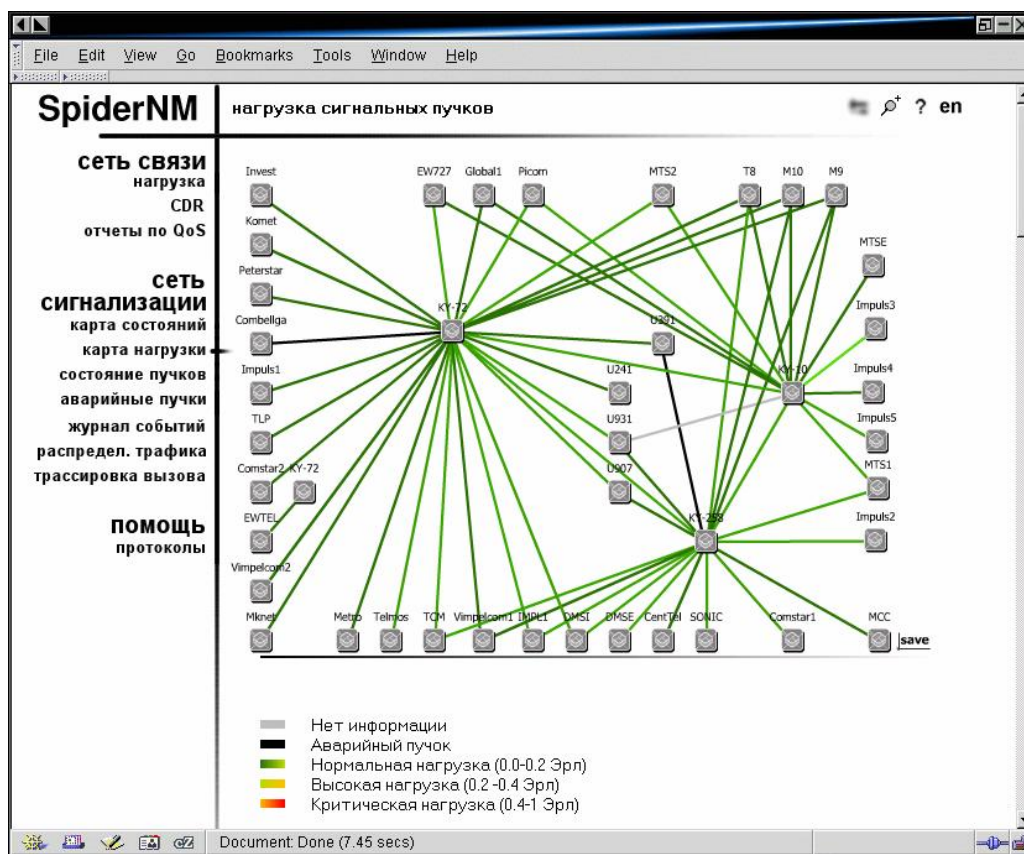 File Edit View Go Bookmarks Tools Window Help
SpiderNM
нагрузка сигнальных пучков
? en
сеть связи
нагрузка
CDR
отчеты по QoS
сеть
сигнализации
карта состояний
карта нагрузки
состояние пучков
аварийные пучки
журнал событий
распредел. трафика
трассировка вызова
помощь
протоколы
Invest
EW727
Global1
Picom
MTS2
T8
M10
M9
Komet
MTSE
Peterstar
Impuls3
KY-72
Combellga
U391
Impuls1
U241
KY-10
Impuls4
TLP
U931
Impuls5
Comstar2
KY-72
U907
MTS1
EWTEL
KY-258
Impuls2
Vimpelcom2
Mknet
Metro
Telmos
TCM
Vimpelcom1
IMPL1
DMSI
DMSE
CentTel
SONIC
Comstar1
MCC
save
Нет информации
Аварийный пучок
Нормальная нагрузка (0.0-0.2 Эрл)
Высокая нагрузка (0.2 -0.4 Эрл)
Критическая нагрузка (0.4-1 Эрл)
Document: Done (7.45 secs)